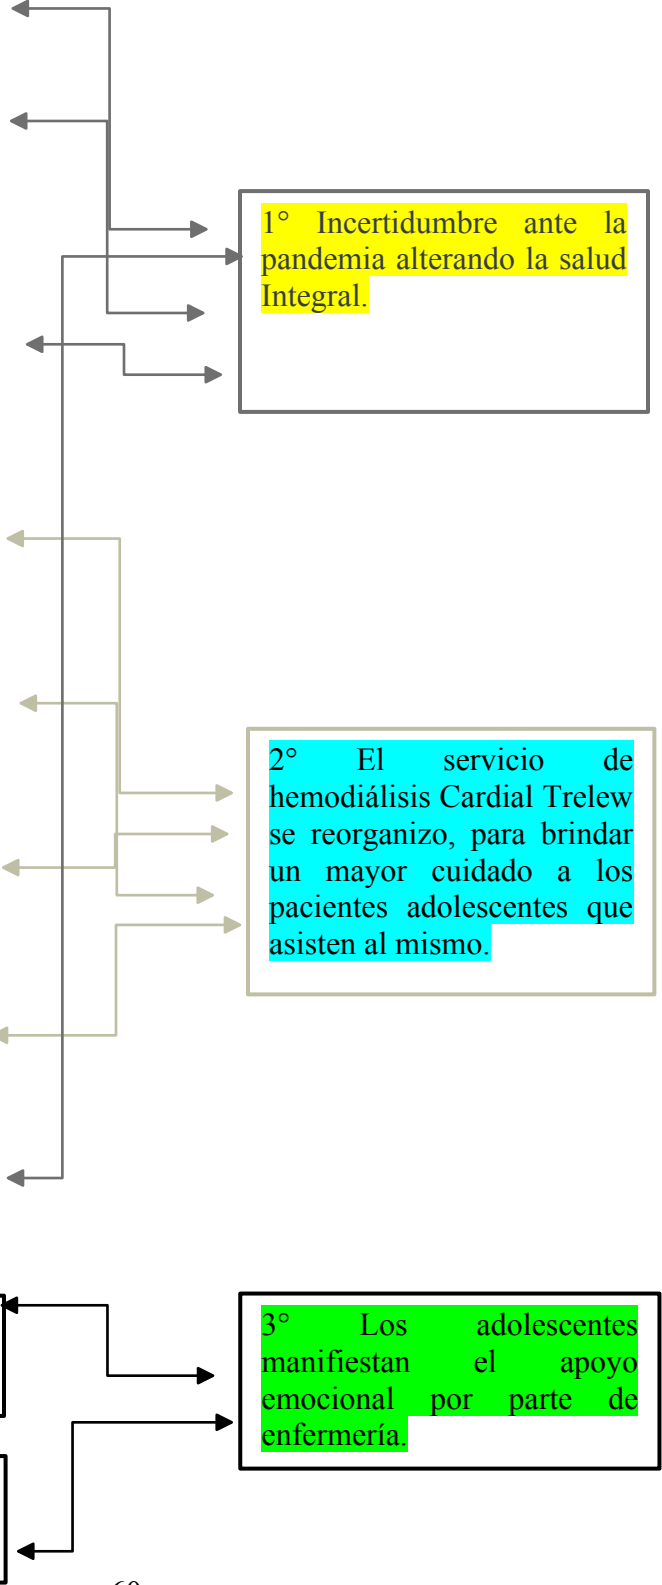 1° Incertidumbre ante la
pandemia alterando la salud
Integral.
2° El servicio de
hemodiálisis Cardial Trelew
se reorganizo, para brindar
un mayor cuidado a los
pacientes adolescentes que
asisten al mismo.
3° Los adolescentes
manifiestan el apoyo
emocional por parte de
enfermería.